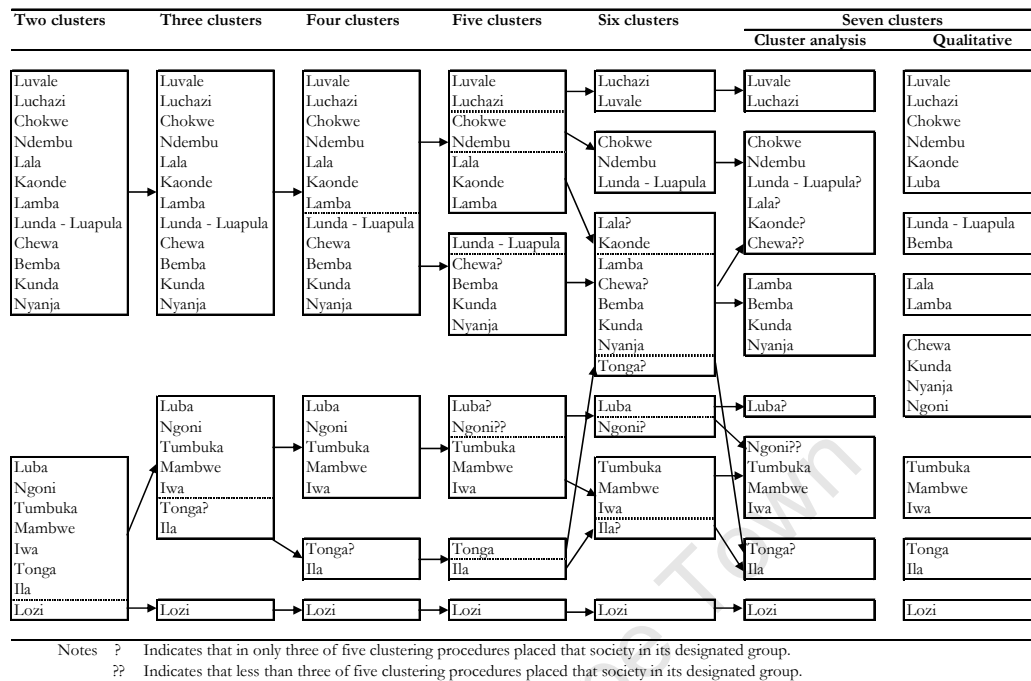 Two clusters
Three clusters
Four clusters
Five clusters
Six clusters
Seven clusters
Cluster analysis
Qualitative
Luvale
Luchazi
Chokwe
Ndembu
Lala
Kaonde
Lamba
Lunda - Luapula
Chewa
Bemba
Kunda
Nyanja
Luba
Ngoni
Tumbuka
Mambwe
Iwa
Tonga
Ila
Lozi
Luvale
Luchazi
Chokwe
Ndembu
Lala
Kaonde
Lamba
Lunda - Luapula
Chewa
Bemba
Kunda
Nyanja
Luba
Ngoni
Tumbuka
Mambwe
Iwa
Tonga?
Ila
Lozi
Luvale
Luchazi
Chokwe
Ndembu
Lala
Kaonde
Lamba
Lunda - Luapula
Chewa
Bemba
Kunda
Nyanja
Luba
Ngoni
Tumbuka
Mambwe
Iwa
Tonga?
Ila
Lozi
Luvale
Luchazi
Chokwe
Ndembu
Lala
Kaonde
Lamba
Lunda - Luapula
Chewa?
Bemba
Kunda
Nyanja
Luba?
Ngoni??
Tumbuka
Mambwe
Iwa
Tonga
Ila
Lozi
Luchazi
Luvale
Chokwe
Ndembu
Lunda - Luapula
Lala?
Kaonde
Lamba
Chewa?
Bemba
Kunda
Nyanja
Tonga?
Luba
Ngoni?
Tumbuka
Mambwe
Iwa
Ila?
Lozi
Luvale
Luchazi
Chokwe
Ndembu
Lunda - Luapula?
Lala?
Kaonde?
Chewa??
Lamba
Bemba
Kunda
Nyanja
Luba?
Ngoni??
Tumbuka
Mambwe
Iwa
Tonga?
Ila
Lozi
Luvale
Luchazi
Chokwe
Ndembu
Kaonde
Luba
Lunda - Luapula
Bemba
Lala
Lamba
Chewa
Kunda
Nyanja
Ngoni
Tumbuka
Mambwe
Iwa
Tonga
Ila
Lozi
Notes ? Indicates that in only three of five clustering procedures placed that society in its designated group.
?? Indicates that less than three of five clustering procedures placed that society in its designated group.
Town